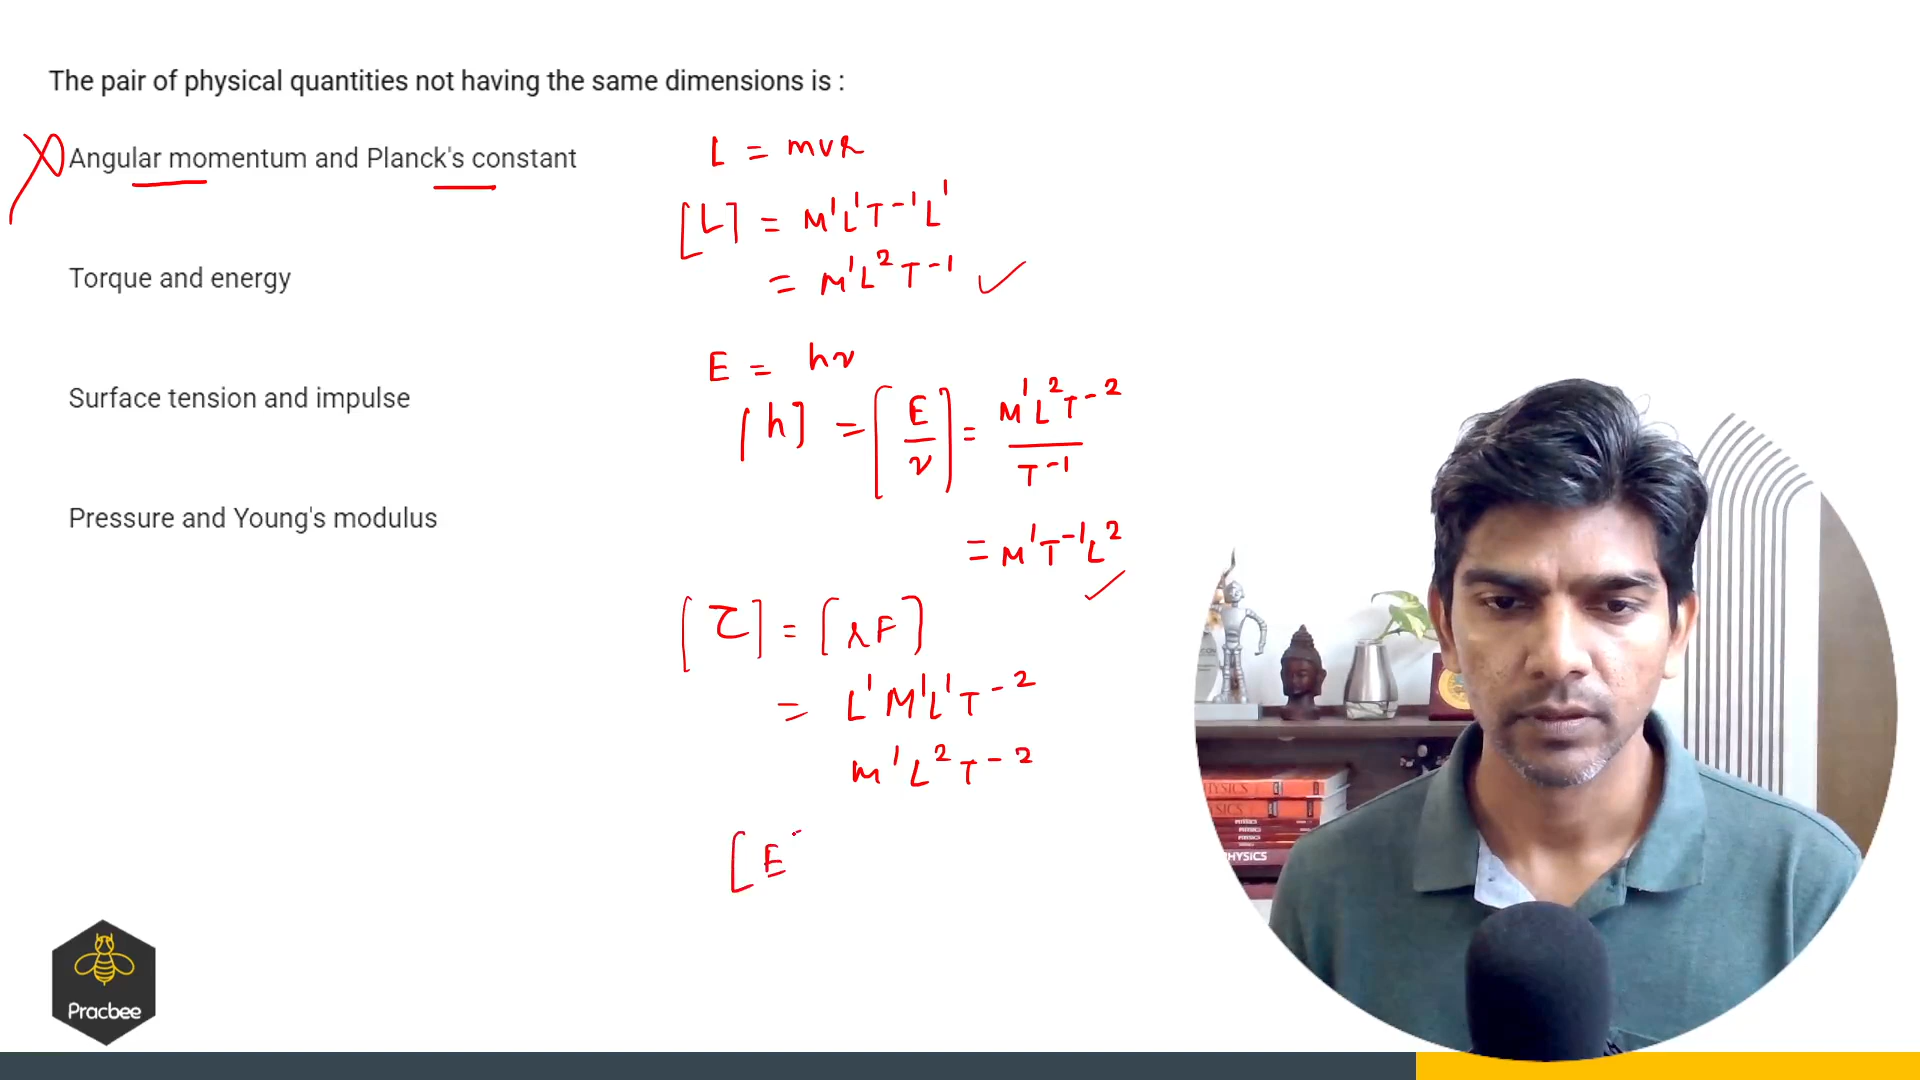 The pair of physical quantities not having the same dimensions is :
Angular momentum and Planck's constant
Torque and energy
Surface tension and impulse
Pressure and Young's modulus
L = mvr
[L] = M¹L¹T⁻¹L¹
= M¹L²T⁻¹ ✓
E = hν
[h] = [E/ν] = M¹L²T⁻²/T⁻¹
= M¹T⁻¹L² ✓
[τ] = [rF]
= L¹M¹L¹T⁻²
M¹L²T⁻²
[E
PHYSICS
Pracbee